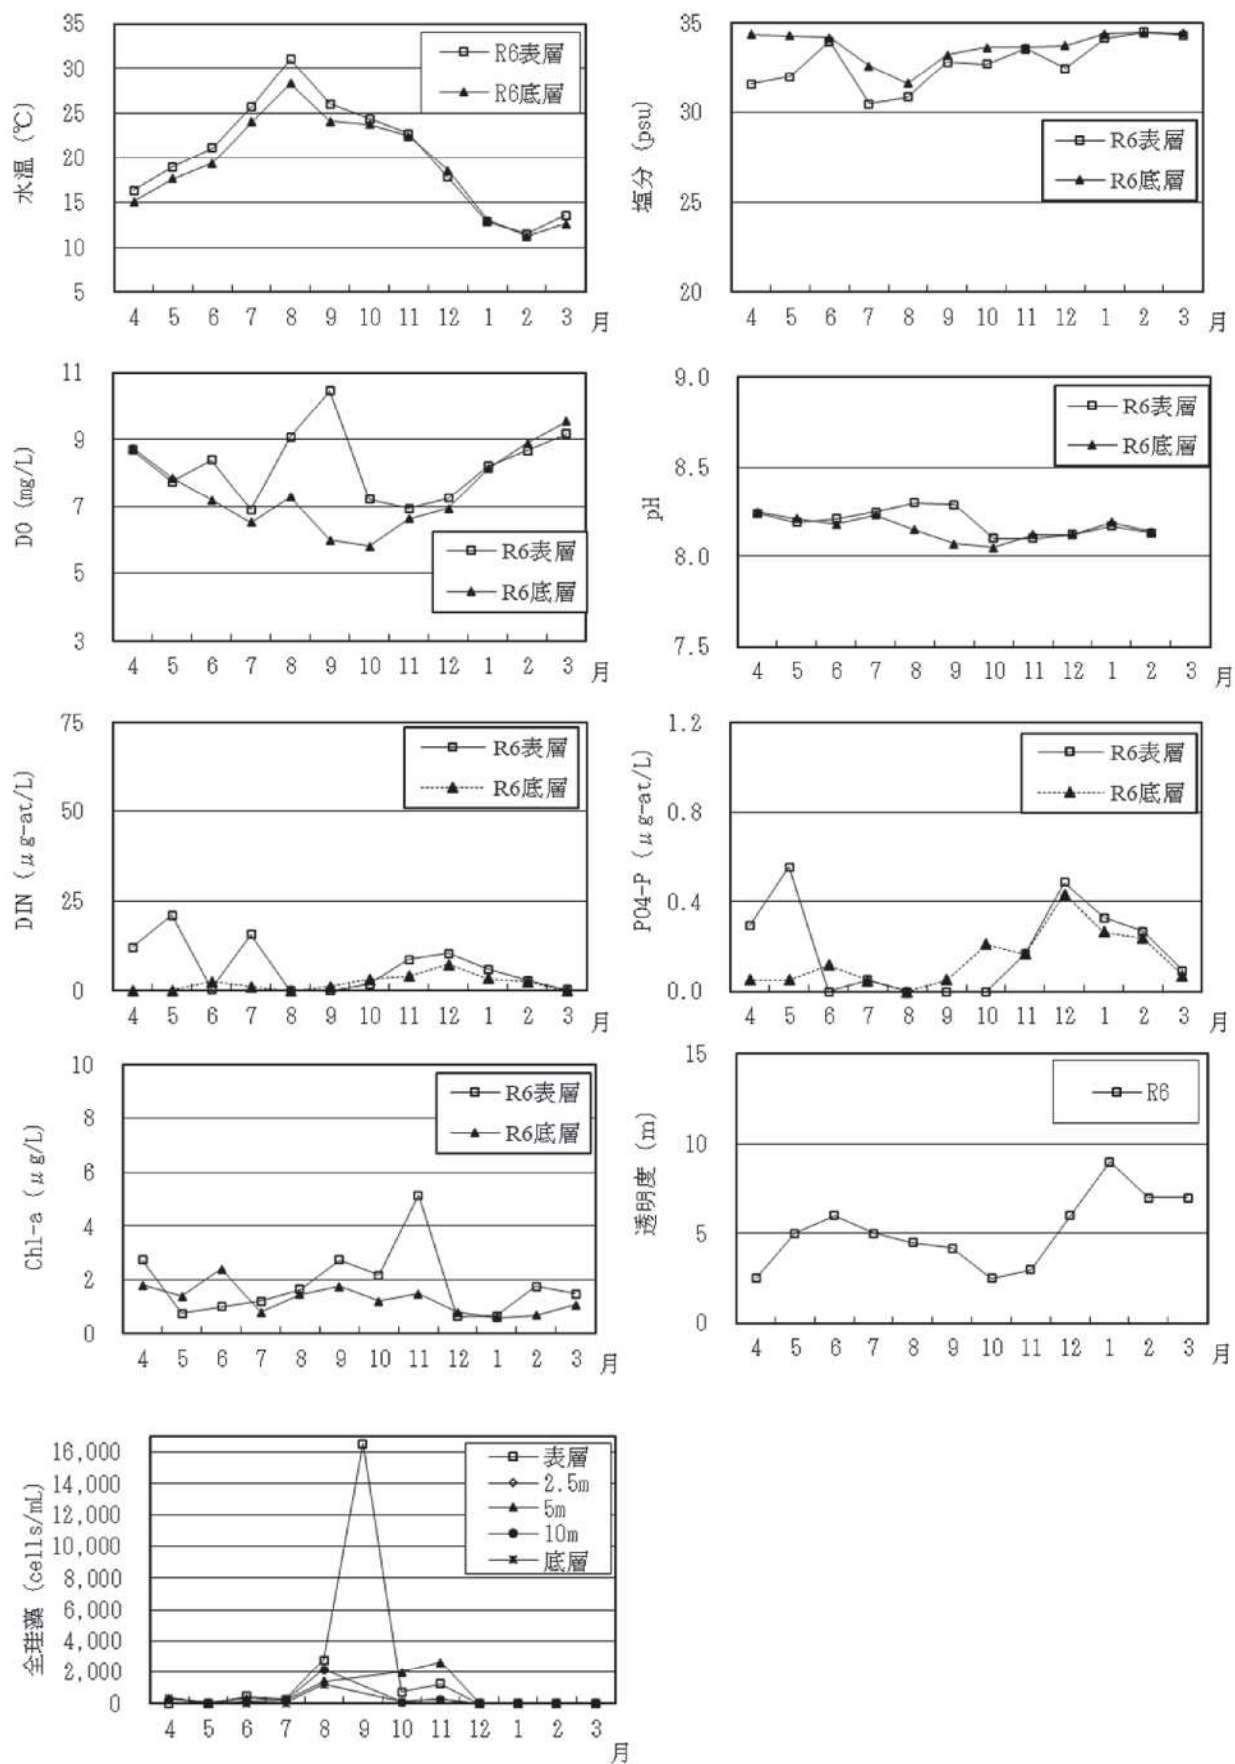 水温 (℃)
35
30
25
20
15
10
5
R6表層
R6底層
4 5 6 7 8 9 10 11 12 1 2 3 月
塩分 (psu)
35
30
25
20
R6表層
R6底層
4 5 6 7 8 9 10 11 12 1 2 3 月
DO (mg/L)
11
9
7
5
3
R6表層
R6底層
4 5 6 7 8 9 10 11 12 1 2 3 月
pH
9.0
8.5
8.0
7.5
R6表層
R6底層
4 5 6 7 8 9 10 11 12 1 2 3 月
DIN (μg-at/L)
75
50
25
0
R6表層
R6底層
4 5 6 7 8 9 10 11 12 1 2 3 月
PO4-P (μg-at/L)
1.2
0.8
0.4
0.0
R6表層
R6底層
4 5 6 7 8 9 10 11 12 1 2 3 月
Chl-a (μg/L)
10
8
6
4
2
0
R6表層
R6底層
4 5 6 7 8 9 10 11 12 1 2 3 月
透明度 (m)
15
10
5
0
R6
4 5 6 7 8 9 10 11 12 1 2 3 月
全珪藻 (cells/mL)
16,000
14,000
12,000
10,000
8,000
6,000
4,000
2,000
0
表層
2.5m
5m
10m
底層
4 5 6 7 8 9 10 11 12 1 2 3
月